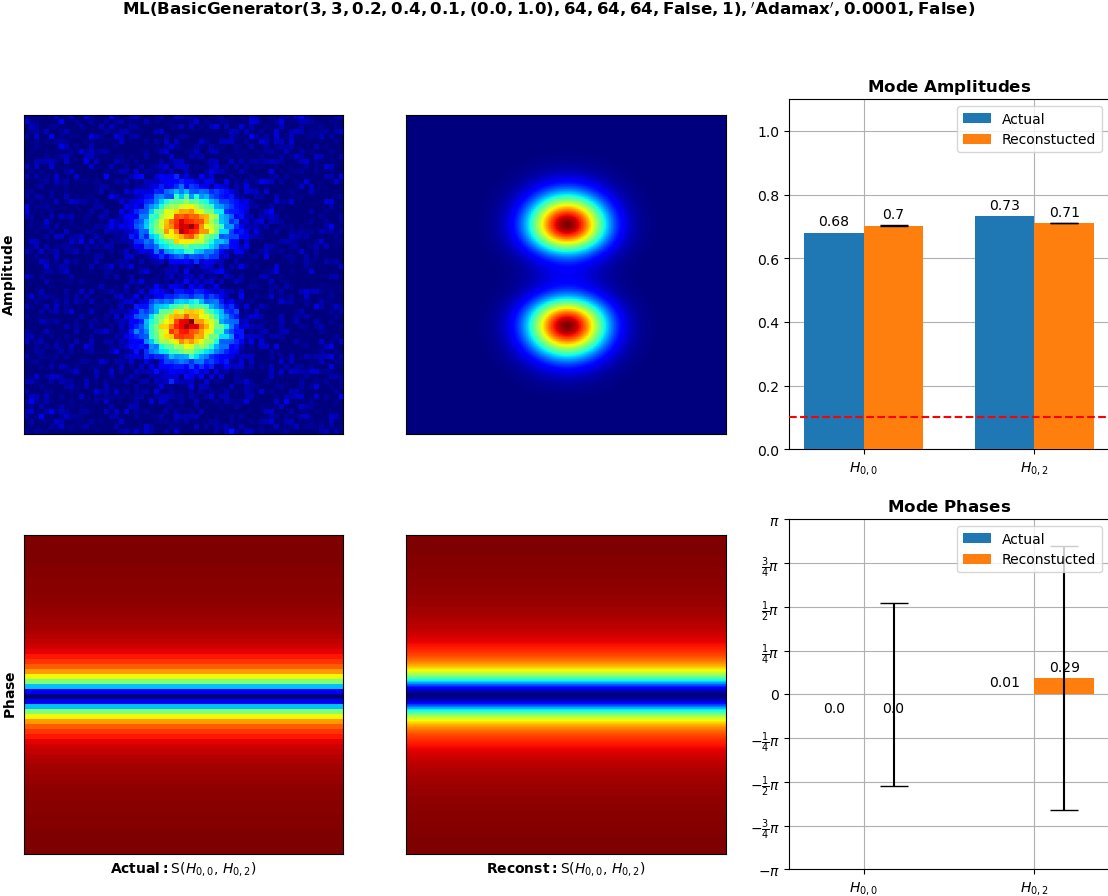 ML(BasicGenerator(3, 3, 0.2, 0.4, 0.1, (0.0, 1.0), 64, 64, 64, False, 1), ′Adamax′, 0.0001, False)
Amplitude
Mode Amplitudes
Actual
Reconstucted
1.0
0.8
0.6
0.4
0.2
0.0
0.68
0.7
0.73
0.71
H0, 0
H0, 2
Phase
Actual: S(H0, 0, H0, 2)
Reconst: S(H0, 0, H0, 2)
Mode Phases
Actual
Reconstucted
π
3/4π
1/2π
1/4π
0
−1/4π
−1/2π
−3/4π
−π
0.0
0.0
0.01
0.29
H0, 0
H0, 2